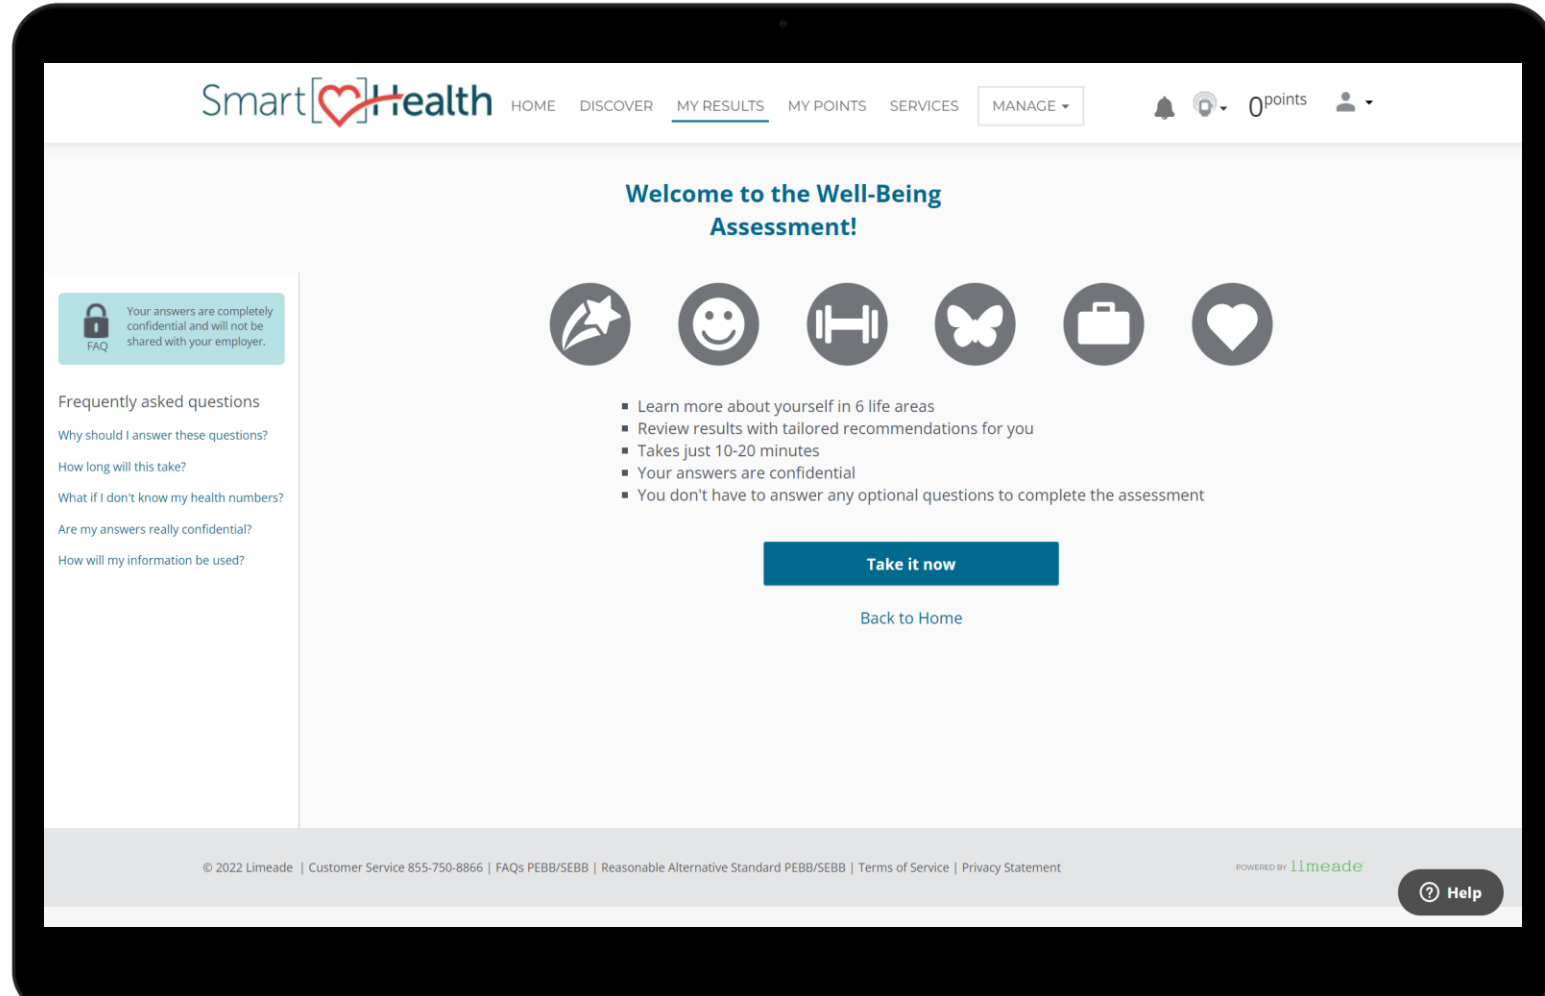 Smart[♡]Health
HOME DISCOVER MY RESULTS MY POINTS SERVICES MANAGE
0 points
Welcome to the Well-Being
Assessment!
Your answers are completely
confidential and will not be
shared with your employer.
FAQ
Frequently asked questions
Why should I answer these questions?
How long will this take?
What if I don't know my health numbers?
Are my answers really confidential?
How will my information be used?
Learn more about yourself in 6 life areas
Review results with tailored recommendations for you
Takes just 10-20 minutes
Your answers are confidential
You don't have to answer any optional questions to complete the assessment
Take it now
Back to Home
© 2022 Limeade | Customer Service 855-750-8866 | FAQs PEBB/SEBB | Reasonable Alternative Standard PEBB/SEBB | Terms of Service | Privacy Statement
POWERED BY limeade
? Help